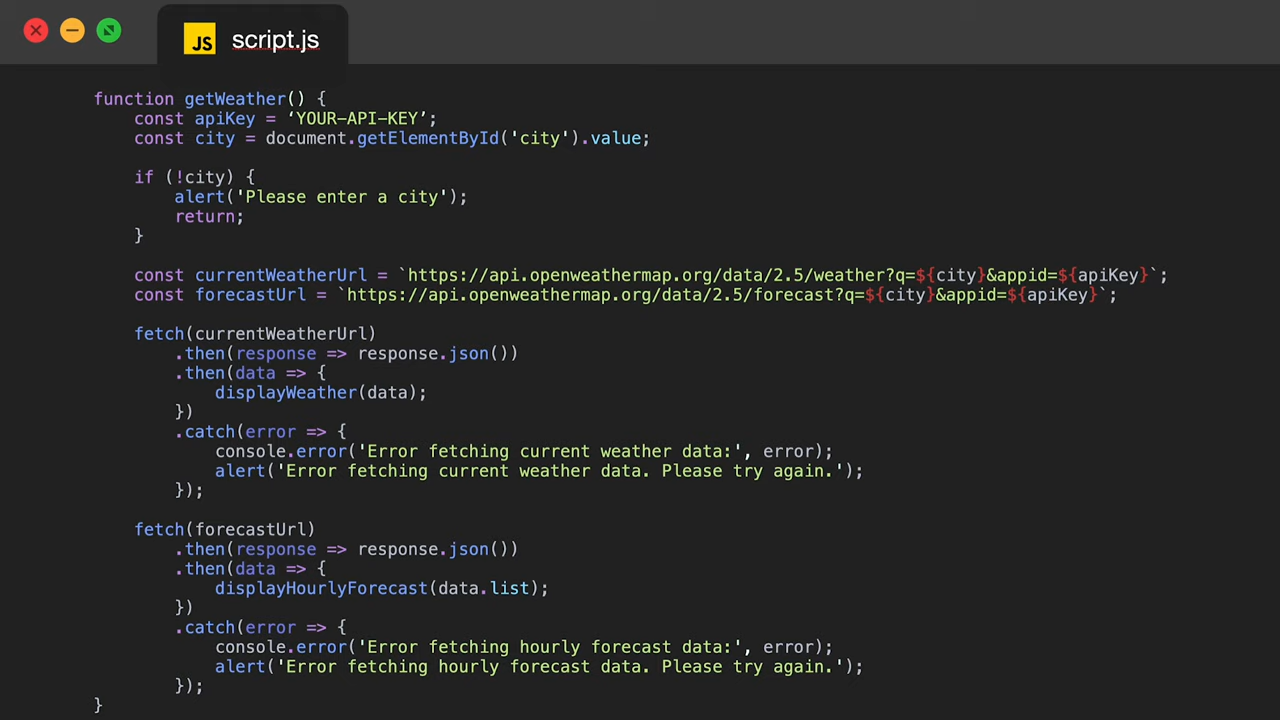 JS script.js
function getWeather() {
    const apiKey = ‘YOUR-API-KEY’;
    const city = document.getElementById('city').value;
    if (!city) {
        alert('Please enter a city');
        return;
    }
    const currentWeatherUrl = `https://api.openweathermap.org/data/2.5/weather?q=${city}&appid=${apiKey}`;
    const forecastUrl = `https://api.openweathermap.org/data/2.5/forecast?q=${city}&appid=${apiKey}`;
    fetch(currentWeatherUrl)
        .then(response => response.json())
        .then(data => {
            displayWeather(data);
        })
        .catch(error => {
            console.error('Error fetching current weather data:', error);
            alert('Error fetching current weather data. Please try again.');
        });
    fetch(forecastUrl)
        .then(response => response.json())
        .then(data => {
            displayHourlyForecast(data.list);
        })
        .catch(error => {
            console.error('Error fetching hourly forecast data:', error);
            alert('Error fetching hourly forecast data. Please try again.');
        });
}